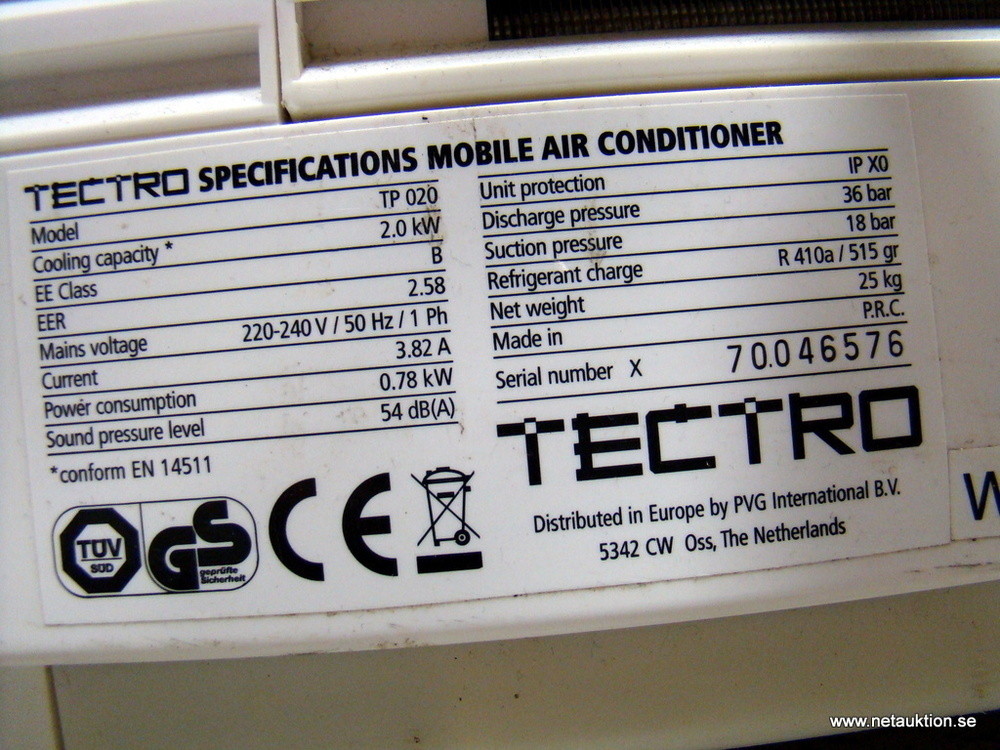 TECTRO SPECIFICATIONS MOBILE AIR CONDITIONER
Model TP 020
Cooling capacity * 2.0 kW
EE Class B
EER 2.58
Mains voltage 220-240 V / 50 Hz / 1 Ph
Current 3.82 A
Power consumption 0.78 kW
Sound pressure level 54 dB(A)
*conform EN 14511
TÜV
SÜD
GS
geprüfte
Sicherheit
CE
Unit protection IP X0
Discharge pressure 36 bar
Suction pressure 18 bar
Refrigerant charge R 410a / 515 gr
Net weight 25 kg
Made in P.R.C.
Serial number X 70.046576
TECTRO
Distributed in Europe by PVG International B.V.
5342 CW Oss, The Netherlands
www.netauktion.se